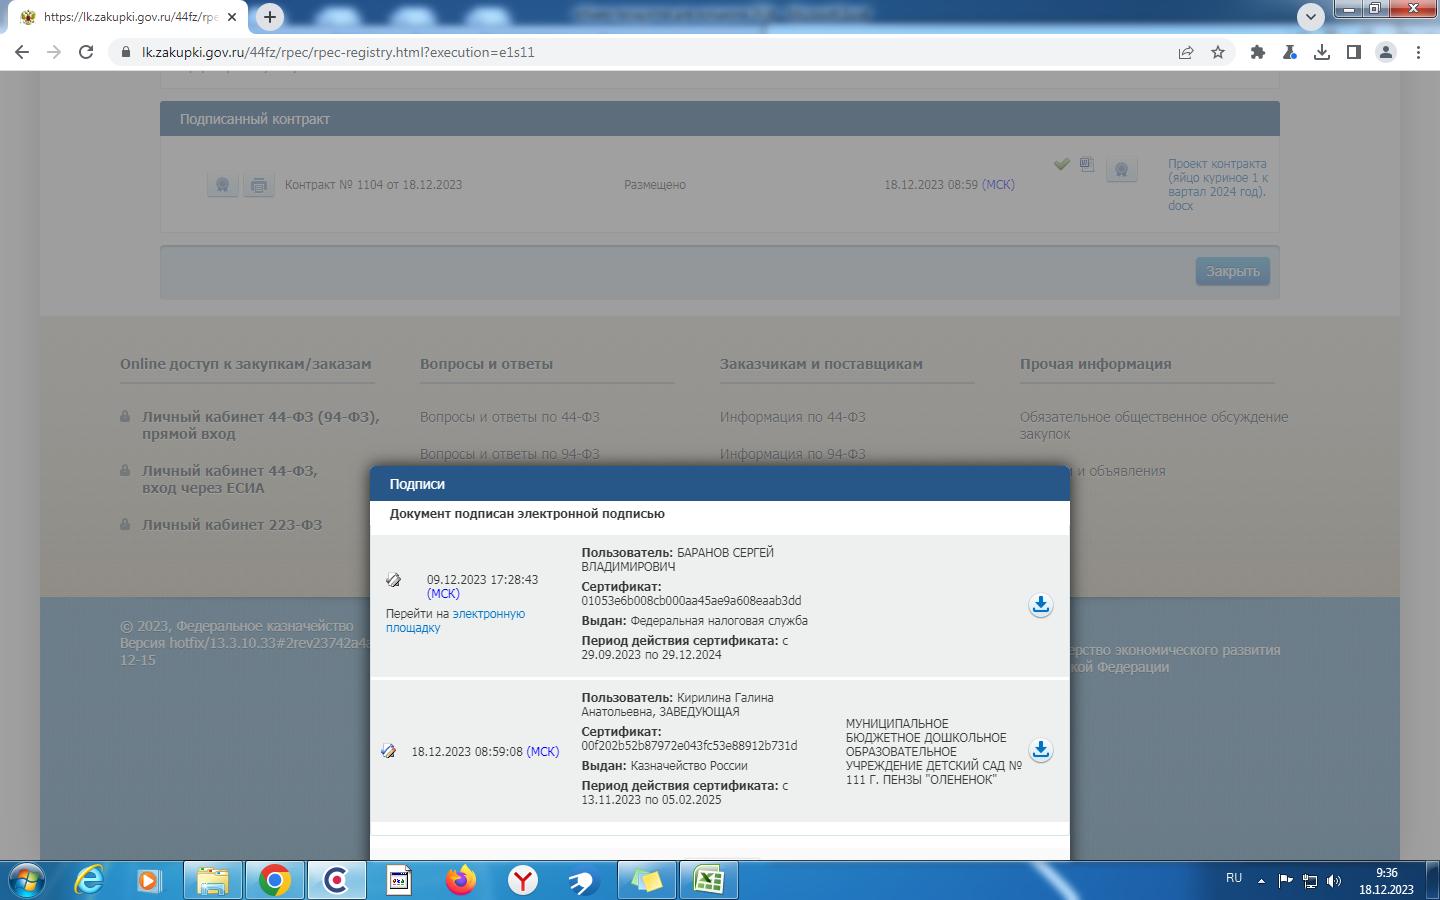 https://lk.zakupki.gov.ru/44fz/rpe
lk.zakupki.gov.ru/44fz/rpec/rpec-registry.html?execution=e1s11
Подписанный контракт
Контракт № 1104 от 18.12.2023
Размещено
18.12.2023 08:59 (МСК)
Проект контракта
(яйцо куриное 1 к
вартал 2024 год).
docx
Закрыть
Online доступ к закупкам/заказам
Вопросы и ответы
Заказчикам и поставщикам
Прочая информация
Личный кабинет 44-ФЗ (94-ФЗ),
прямой вход
Вопросы и ответы по 44-ФЗ
Информация по 44-ФЗ
Обязательное общественное обсуждение
закупок
Вопросы и ответы по 94-ФЗ
Информация по 94-ФЗ
Личный кабинет 44-ФЗ,
вход через ЕСИА
и и объявления
Личный кабинет 223-ФЗ
Подписи
Документ подписан электронной подписью
09.12.2023 17:28:43
(МСК)
Перейти на электронную
площадку
Пользователь: БАРАНОВ СЕРГЕЙ
ВЛАДИМИРОВИЧ
Сертификат:
01053e6b008cb000aa45ae9a608eaab3dd
Выдан: Федеральная налоговая служба
Период действия сертификата: с
29.09.2023 по 29.12.2024
18.12.2023 08:59:08 (МСК)
Пользователь: Кирилина Галина
Анатольевна, ЗАВЕДУЮЩАЯ
Сертификат:
00f202b52b87972e043fc53e88912b731d
Выдан: Казначейство России
Период действия сертификата: с
13.11.2023 по 05.02.2025
МУНИЦИПАЛЬНОЕ
БЮДЖЕТНОЕ ДОШКОЛЬНОЕ
ОБРАЗОВАТЕЛЬНОЕ
УЧРЕЖДЕНИЕ ДЕТСКИЙ САД №
111 Г. ПЕНЗЫ "ОЛЕНЕНОК"
© 2023, Федеральное казначейство
Версия hotfix/13.3.10.33#2rev23742a4a
12-15
ерство экономического развития
кой Федерации
RU
9:36
18.12.2023